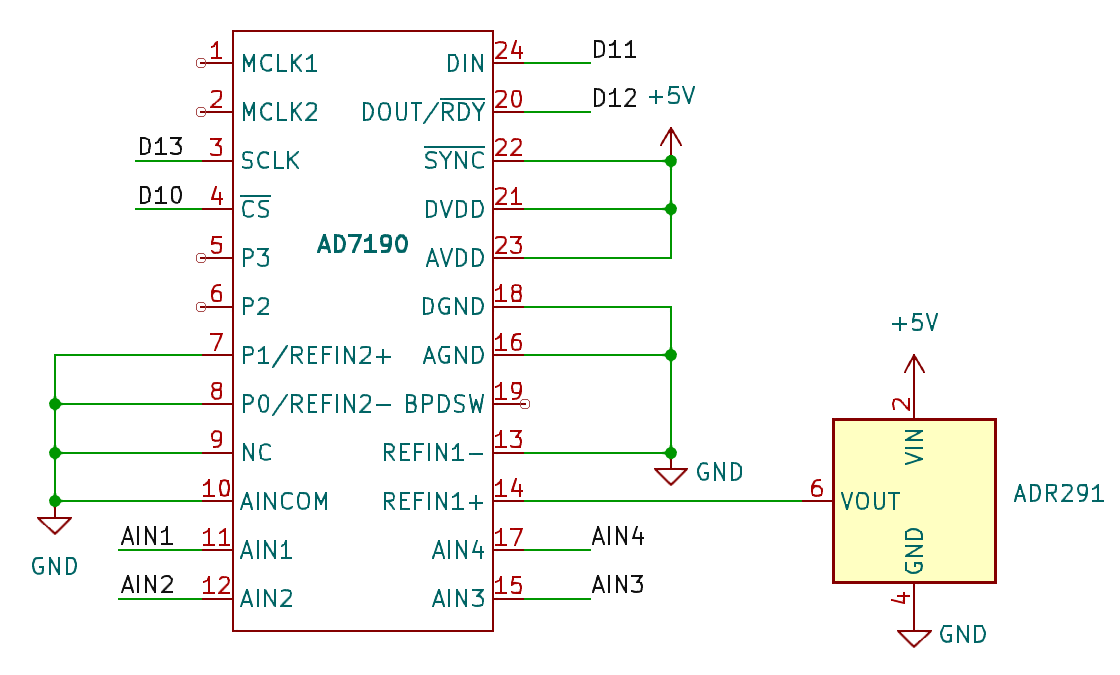 1 MCLK1
2 MCLK2
D13 3 SCLK
D10 4 CS
5 P3
6 P2
7 P1/REFIN2+
8 P0/REFIN2-
9 NC
10 AINCOM
GND
AIN1 11 AIN1
AIN2 12 AIN2
AD7190
DIN 24 D11
DOUT/RDY 20 D12
+5V
SYNC 22
DVDD 21
AVDD 23
DGND 18
AGND 16
BPDSW 19
REFIN1- 13
GND
REFIN1+ 14
AIN4 17 AIN4
AIN3 15 AIN3
+5V
2
VIN
6 VOUT
ADR291
GND
4
GND